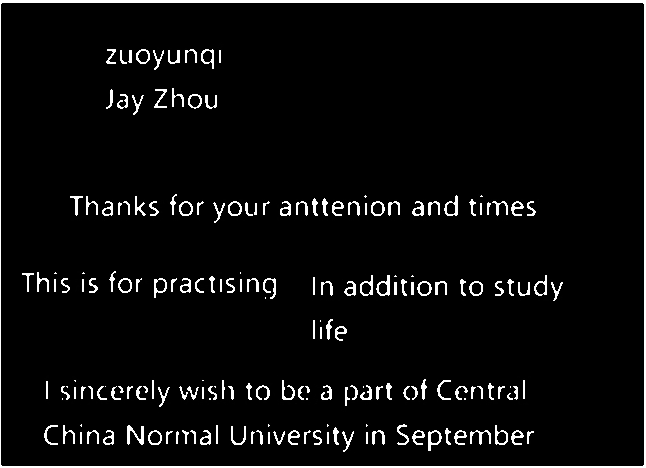 zuoyunqi
Jay Zhou
Thanks for your anttenion and times
This is for practising
In addition to study
life
I sincerely wish to be a part of Central
China Normal University in September